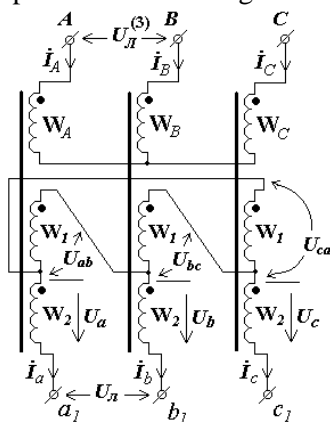 A B C
U_Л^(3)
İ_A İ_B İ_C
W_A W_B W_C
W_1 W_1 W_1
U_ab U_bc U_ca
W_2 U_a W_2 U_b W_2 U_c
İ_a U_л İ_b İ_c
a_1 b_1 c_1